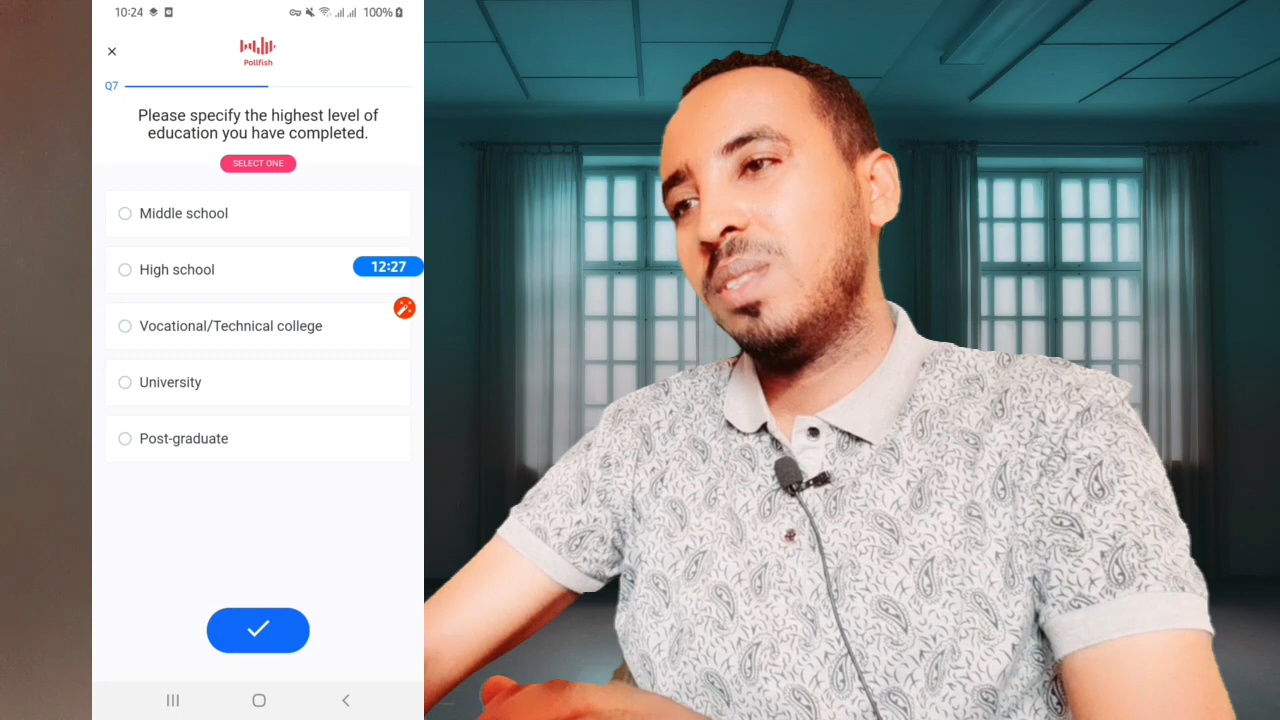 10:24
100%
Pollfish
Q7
Please specify the highest level of
education you have completed.
SELECT ONE
Middle school
High school
12:27
Vocational/Technical college
University
Post-graduate